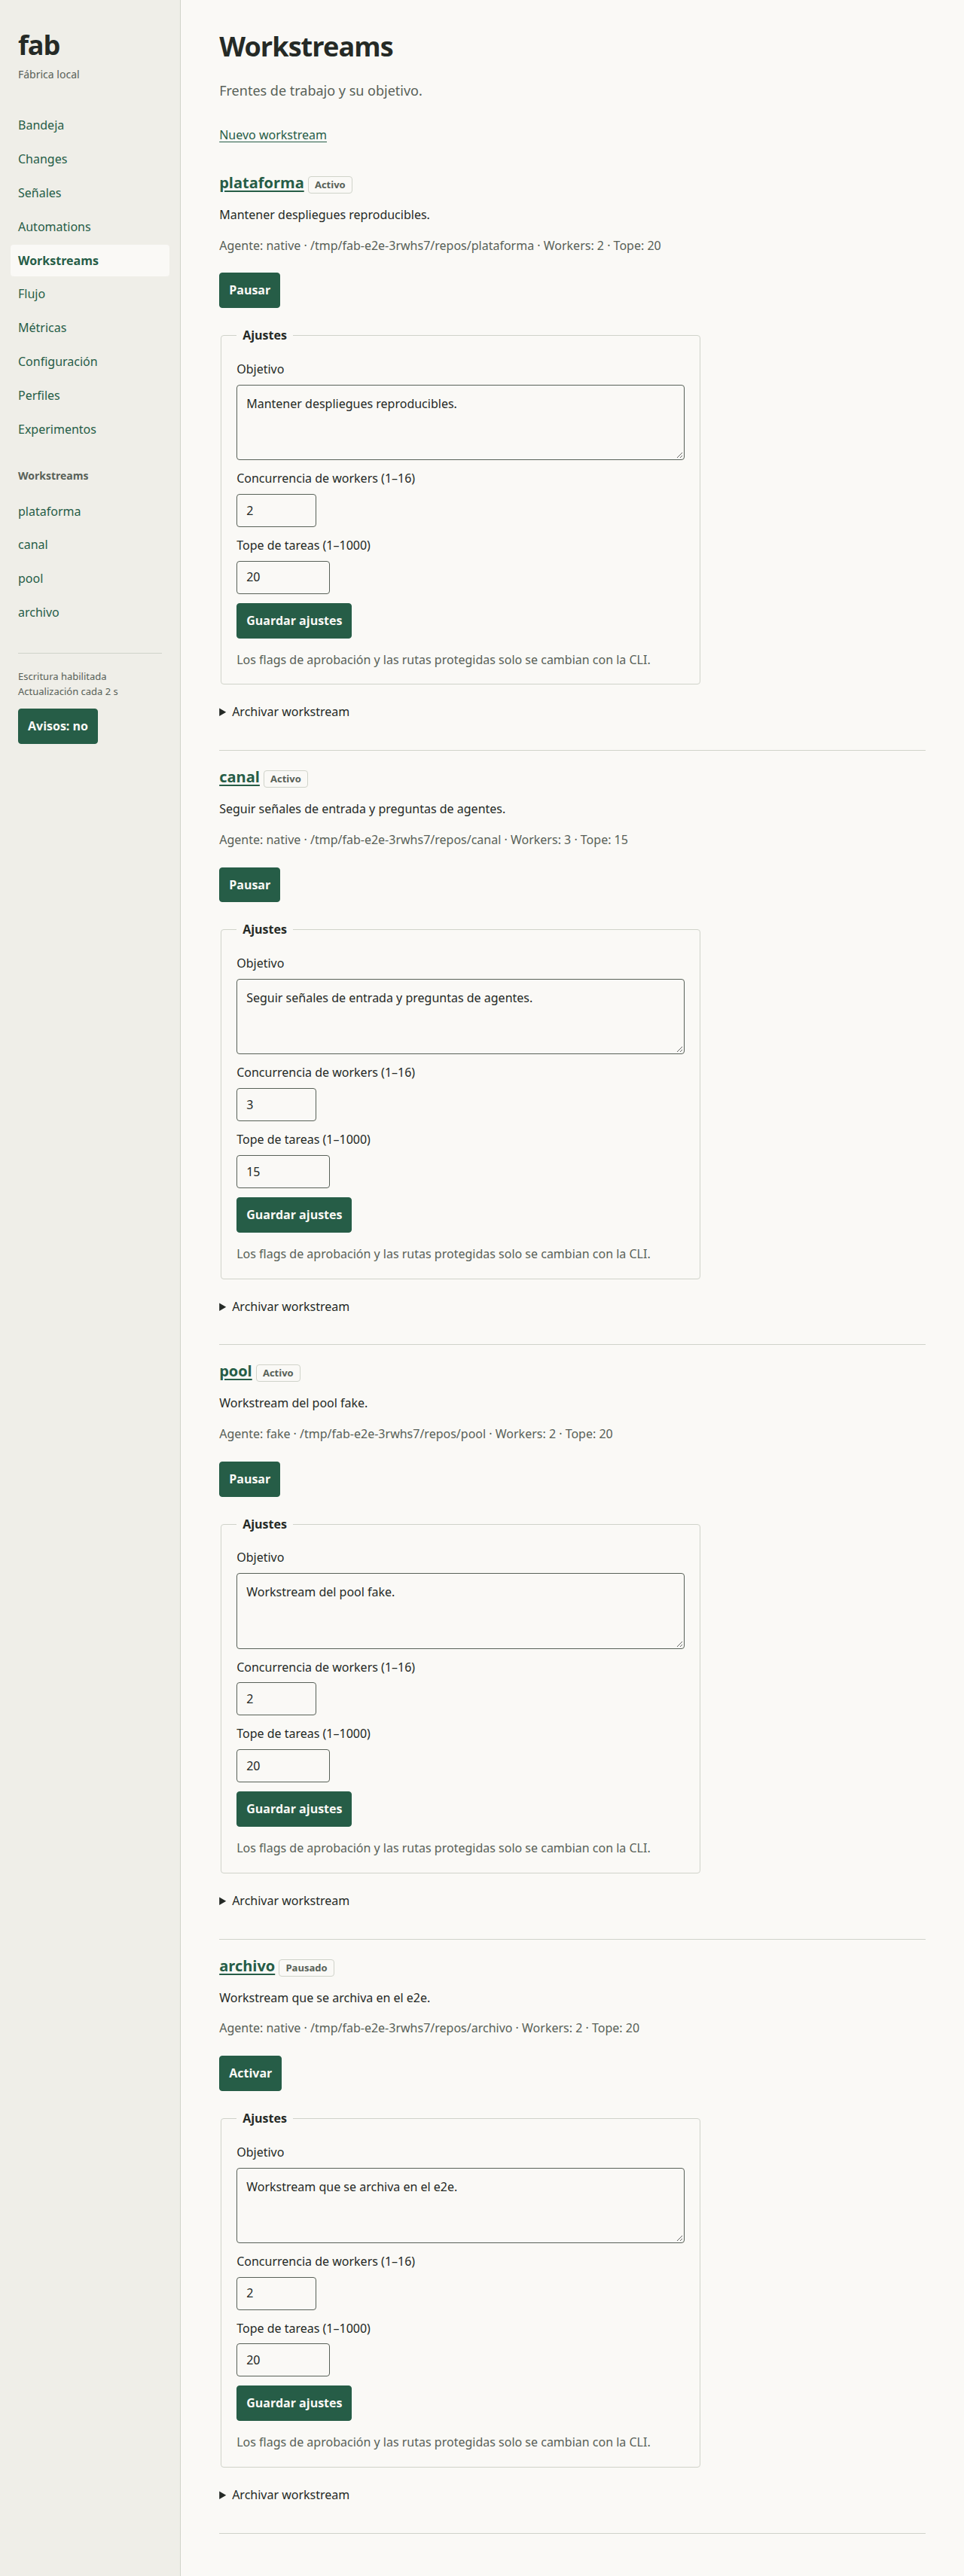 fab
Fábrica local
Bandeja
Changes
Señales
Automations
Workstreams
Flujo
Métricas
Configuración
Perfiles
Experimentos
Workstreams
plataforma
canal
pool
archivo
Escritura habilitada
Actualización cada 2 s
Avisos: no
Workstreams
Frentes de trabajo y su objetivo.
Nuevo workstream
plataforma Activo
Mantener despliegues reproducibles.
Agente: native · /tmp/fab-e2e-3rwhs7/repos/plataforma · Workers: 2 · Tope: 20
Pausar
Ajustes
Objetivo
Mantener despliegues reproducibles.
Concurrencia de workers (1–16)
2
Tope de tareas (1–1000)
20
Guardar ajustes
Los flags de aprobación y las rutas protegidas solo se cambian con la CLI.
Archivar workstream
canal Activo
Seguir señales de entrada y preguntas de agentes.
Agente: native · /tmp/fab-e2e-3rwhs7/repos/canal · Workers: 3 · Tope: 15
Pausar
Ajustes
Objetivo
Seguir señales de entrada y preguntas de agentes.
Concurrencia de workers (1–16)
3
Tope de tareas (1–1000)
15
Guardar ajustes
Los flags de aprobación y las rutas protegidas solo se cambian con la CLI.
Archivar workstream
pool Activo
Workstream del pool fake.
Agente: fake · /tmp/fab-e2e-3rwhs7/repos/pool · Workers: 2 · Tope: 20
Pausar
Ajustes
Objetivo
Workstream del pool fake.
Concurrencia de workers (1–16)
2
Tope de tareas (1–1000)
20
Guardar ajustes
Los flags de aprobación y las rutas protegidas solo se cambian con la CLI.
Archivar workstream
archivo Pausado
Workstream que se archiva en el e2e.
Agente: native · /tmp/fab-e2e-3rwhs7/repos/archivo · Workers: 2 · Tope: 20
Activar
Ajustes
Objetivo
Workstream que se archiva en el e2e.
Concurrencia de workers (1–16)
2
Tope de tareas (1–1000)
20
Guardar ajustes
Los flags de aprobación y las rutas protegidas solo se cambian con la CLI.
Archivar workstream